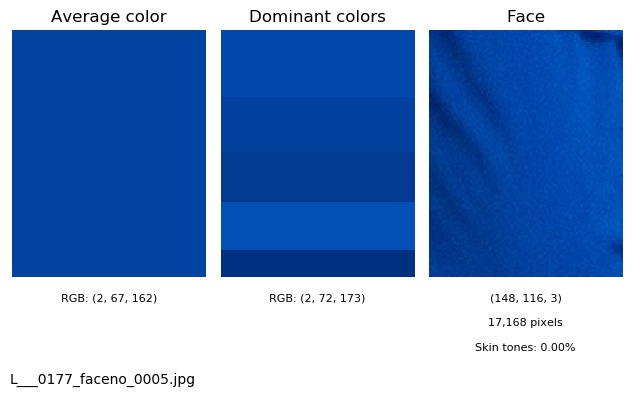 Average color
Dominant colors
Face
RGB: (2, 67, 162)
RGB: (2, 72, 173)
(148, 116, 3)
17,168 pixels
Skin tones: 0.00%
L___0177_faceno_0005.jpg